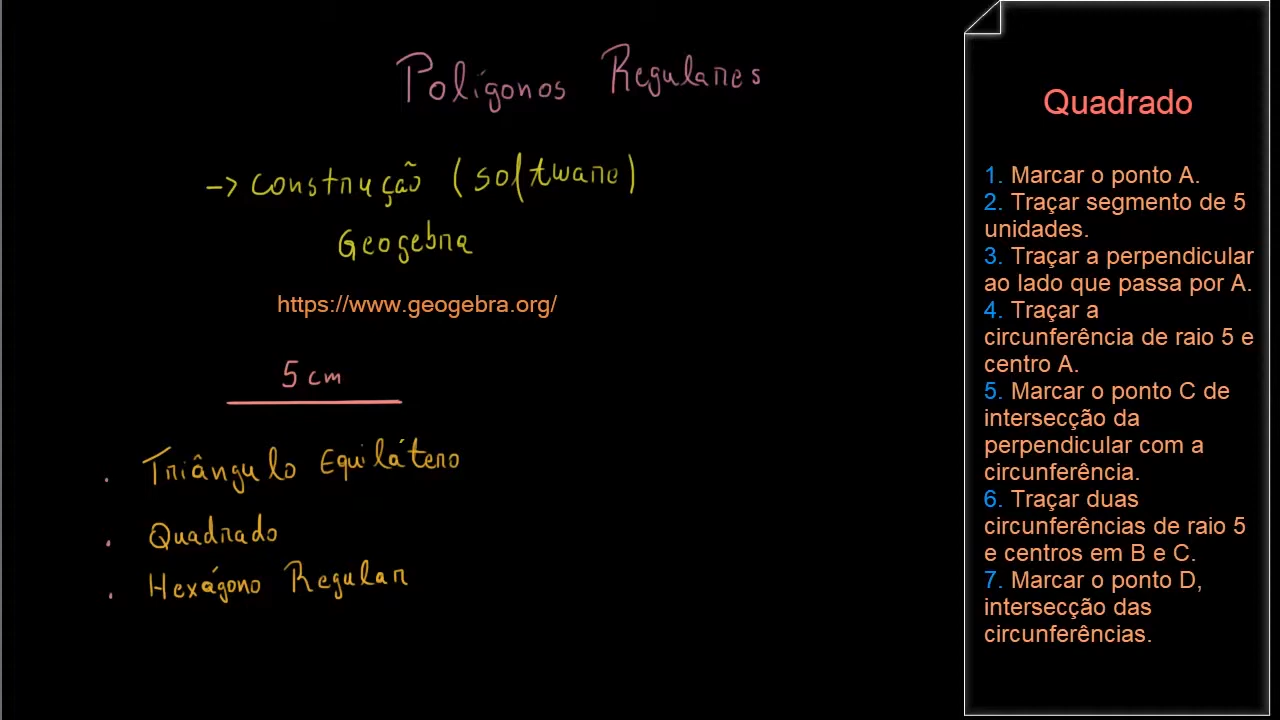 Polígonos Regulares
-> Construção (software)
Geogebra
https://www.geogebra.org/
5 cm
. Triângulo Equilátero
. Quadrado
. Hexágono Regular
Quadrado
1. Marcar o ponto A.
2. Traçar segmento de 5
unidades.
3. Traçar a perpendicular
ao lado que passa por A.
4. Traçar a
circunferência de raio 5 e
centro A.
5. Marcar o ponto C de
intersecção da
perpendicular com a
circunferência.
6. Traçar duas
circunferências de raio 5
e centros em B e C.
7. Marcar o ponto D,
intersecção das
circunferências.